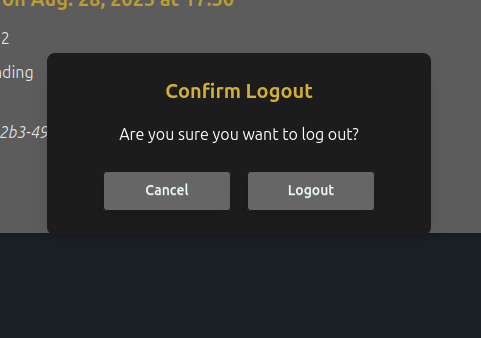 on Aug. 28, 2025 at 17:30
2
nding
Confirm Logout
Are you sure you want to log out?
2b3-49
Cancel
Logout